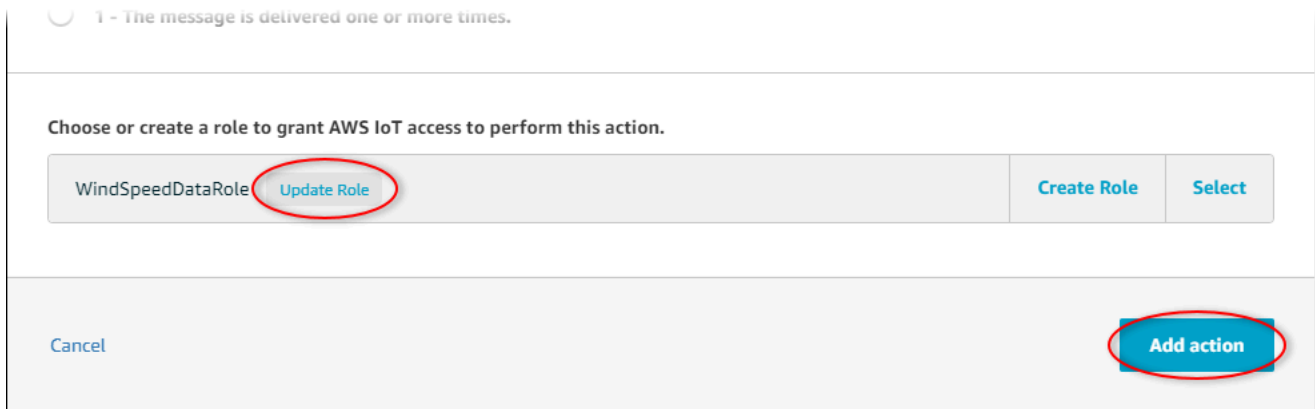 1 - The message is delivered one or more times.
Choose or create a role to grant AWS IoT access to perform this action.
WindSpeedDataRole Update Role Create Role Select
Cancel Add action